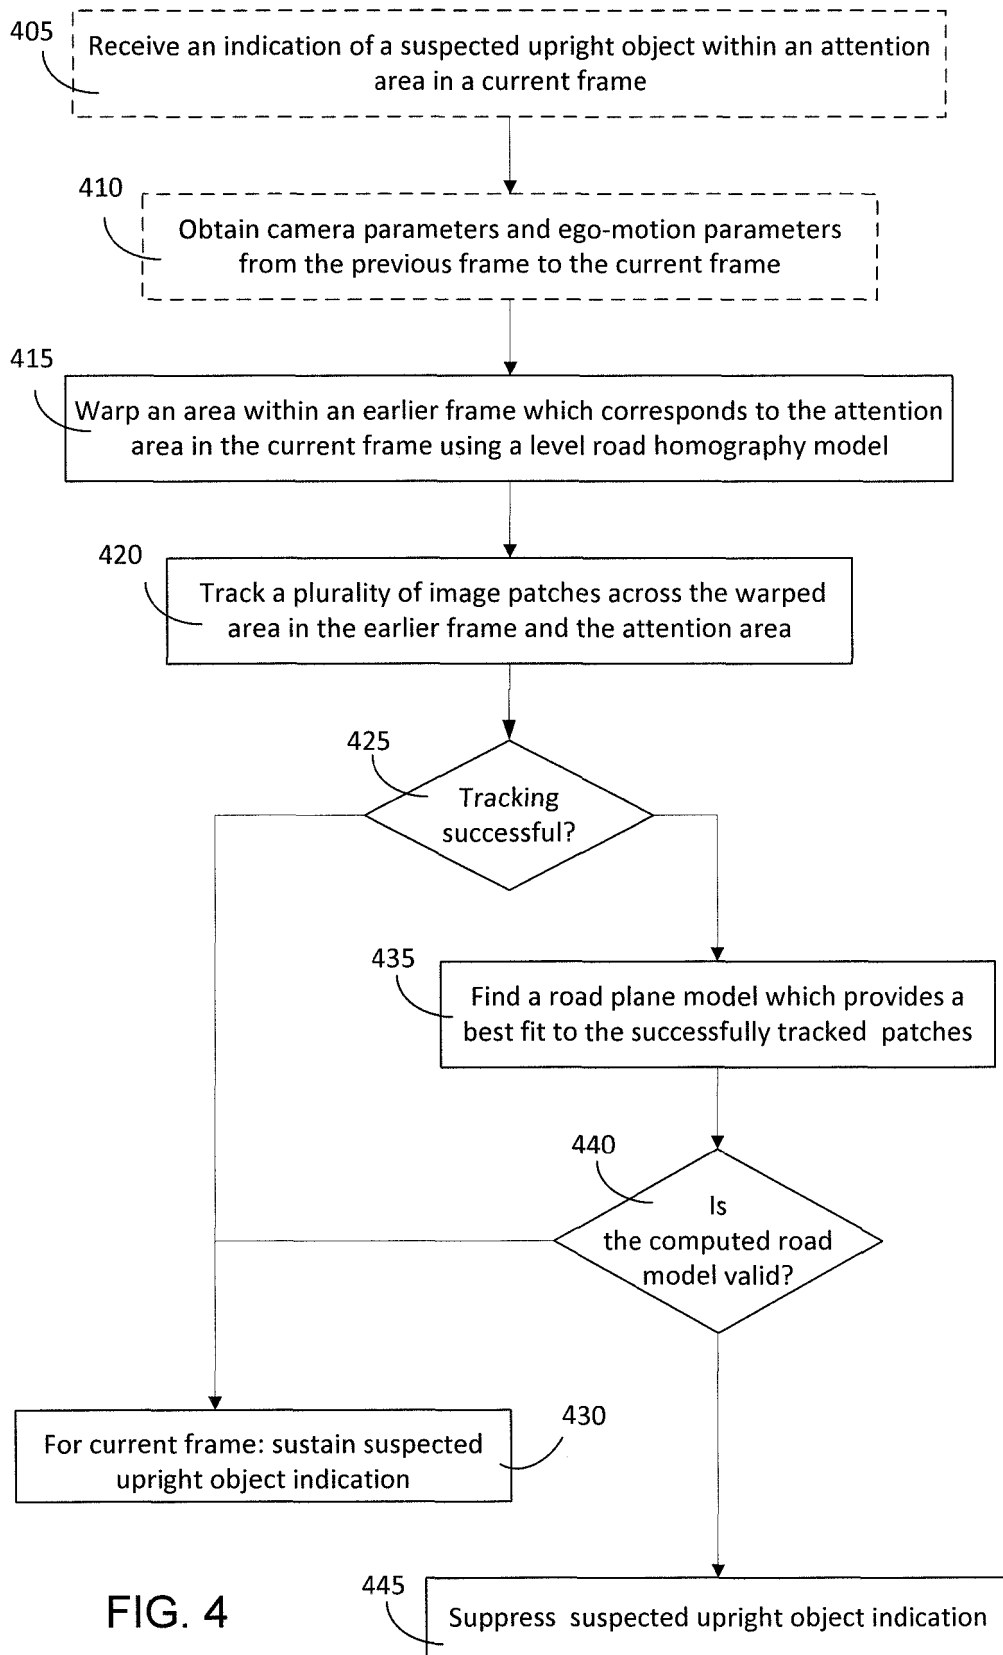 405
Receive an indication of a suspected upright object within an attention
area in a current frame
410
Obtain camera parameters and ego-motion parameters
from the previous frame to the current frame
415
Warp an area within an earlier frame which corresponds to the attention
area in the current frame using a level road homography model
420
Track a plurality of image patches across the warped
area in the earlier frame and the attention area
425
Tracking
successful?
435
Find a road plane model which provides a
best fit to the successfully tracked patches
440
Is
the computed road
model valid?
430
For current frame: sustain suspected
upright object indication
445
Suppress suspected upright object indication
FIG. 4